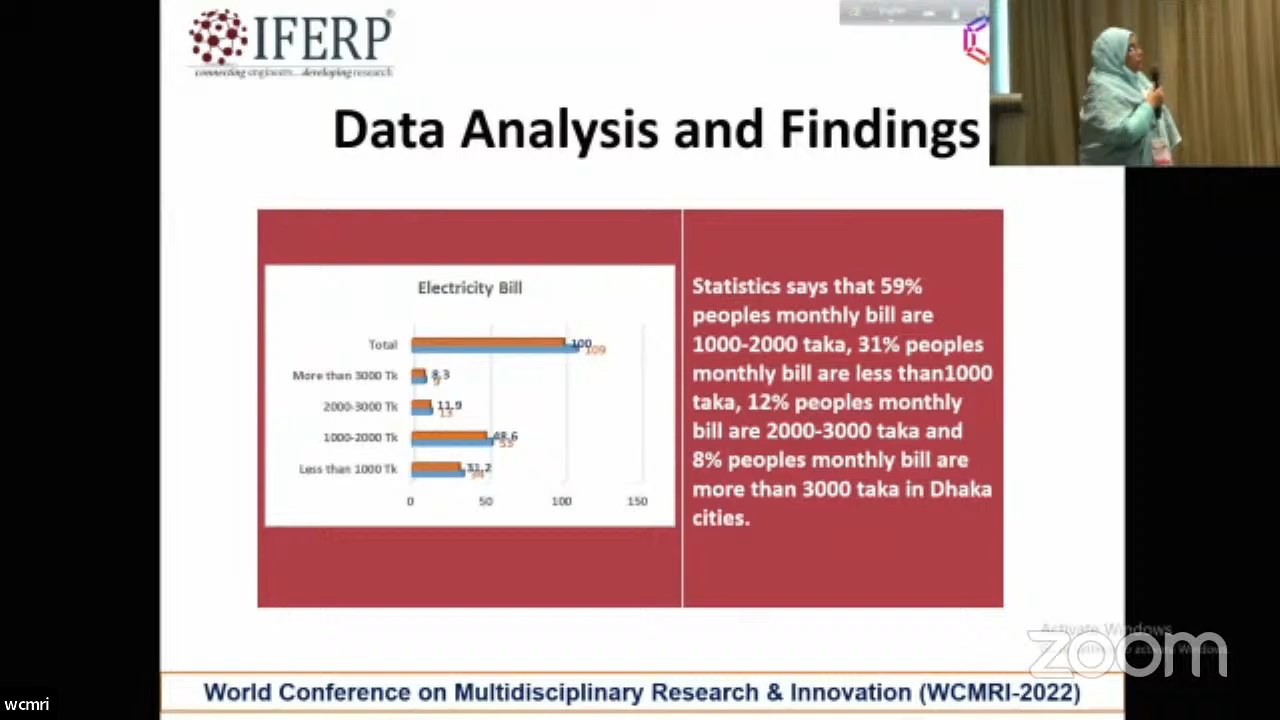 IFERP®
connecting engineers... developing research
Data Analysis and Findings
Electricity Bill
Total
100
109
More than 3000 Tk
8.3
9
2000-3000 Tk
11.9
13
1000-2000 Tk
48.6
53
Less than 1000 Tk
31.2
34
0 50 100 150
Statistics says that 59%
peoples monthly bill are
1000-2000 taka, 31% peoples
monthly bill are less than1000
taka, 12% peoples monthly
bill are 2000-3000 taka and
8% peoples monthly bill are
more than 3000 taka in Dhaka
cities.
Activate Windows
zoom
World Conference on Multidisciplinary Research & Innovation (WCMRI-2022)
wcmri